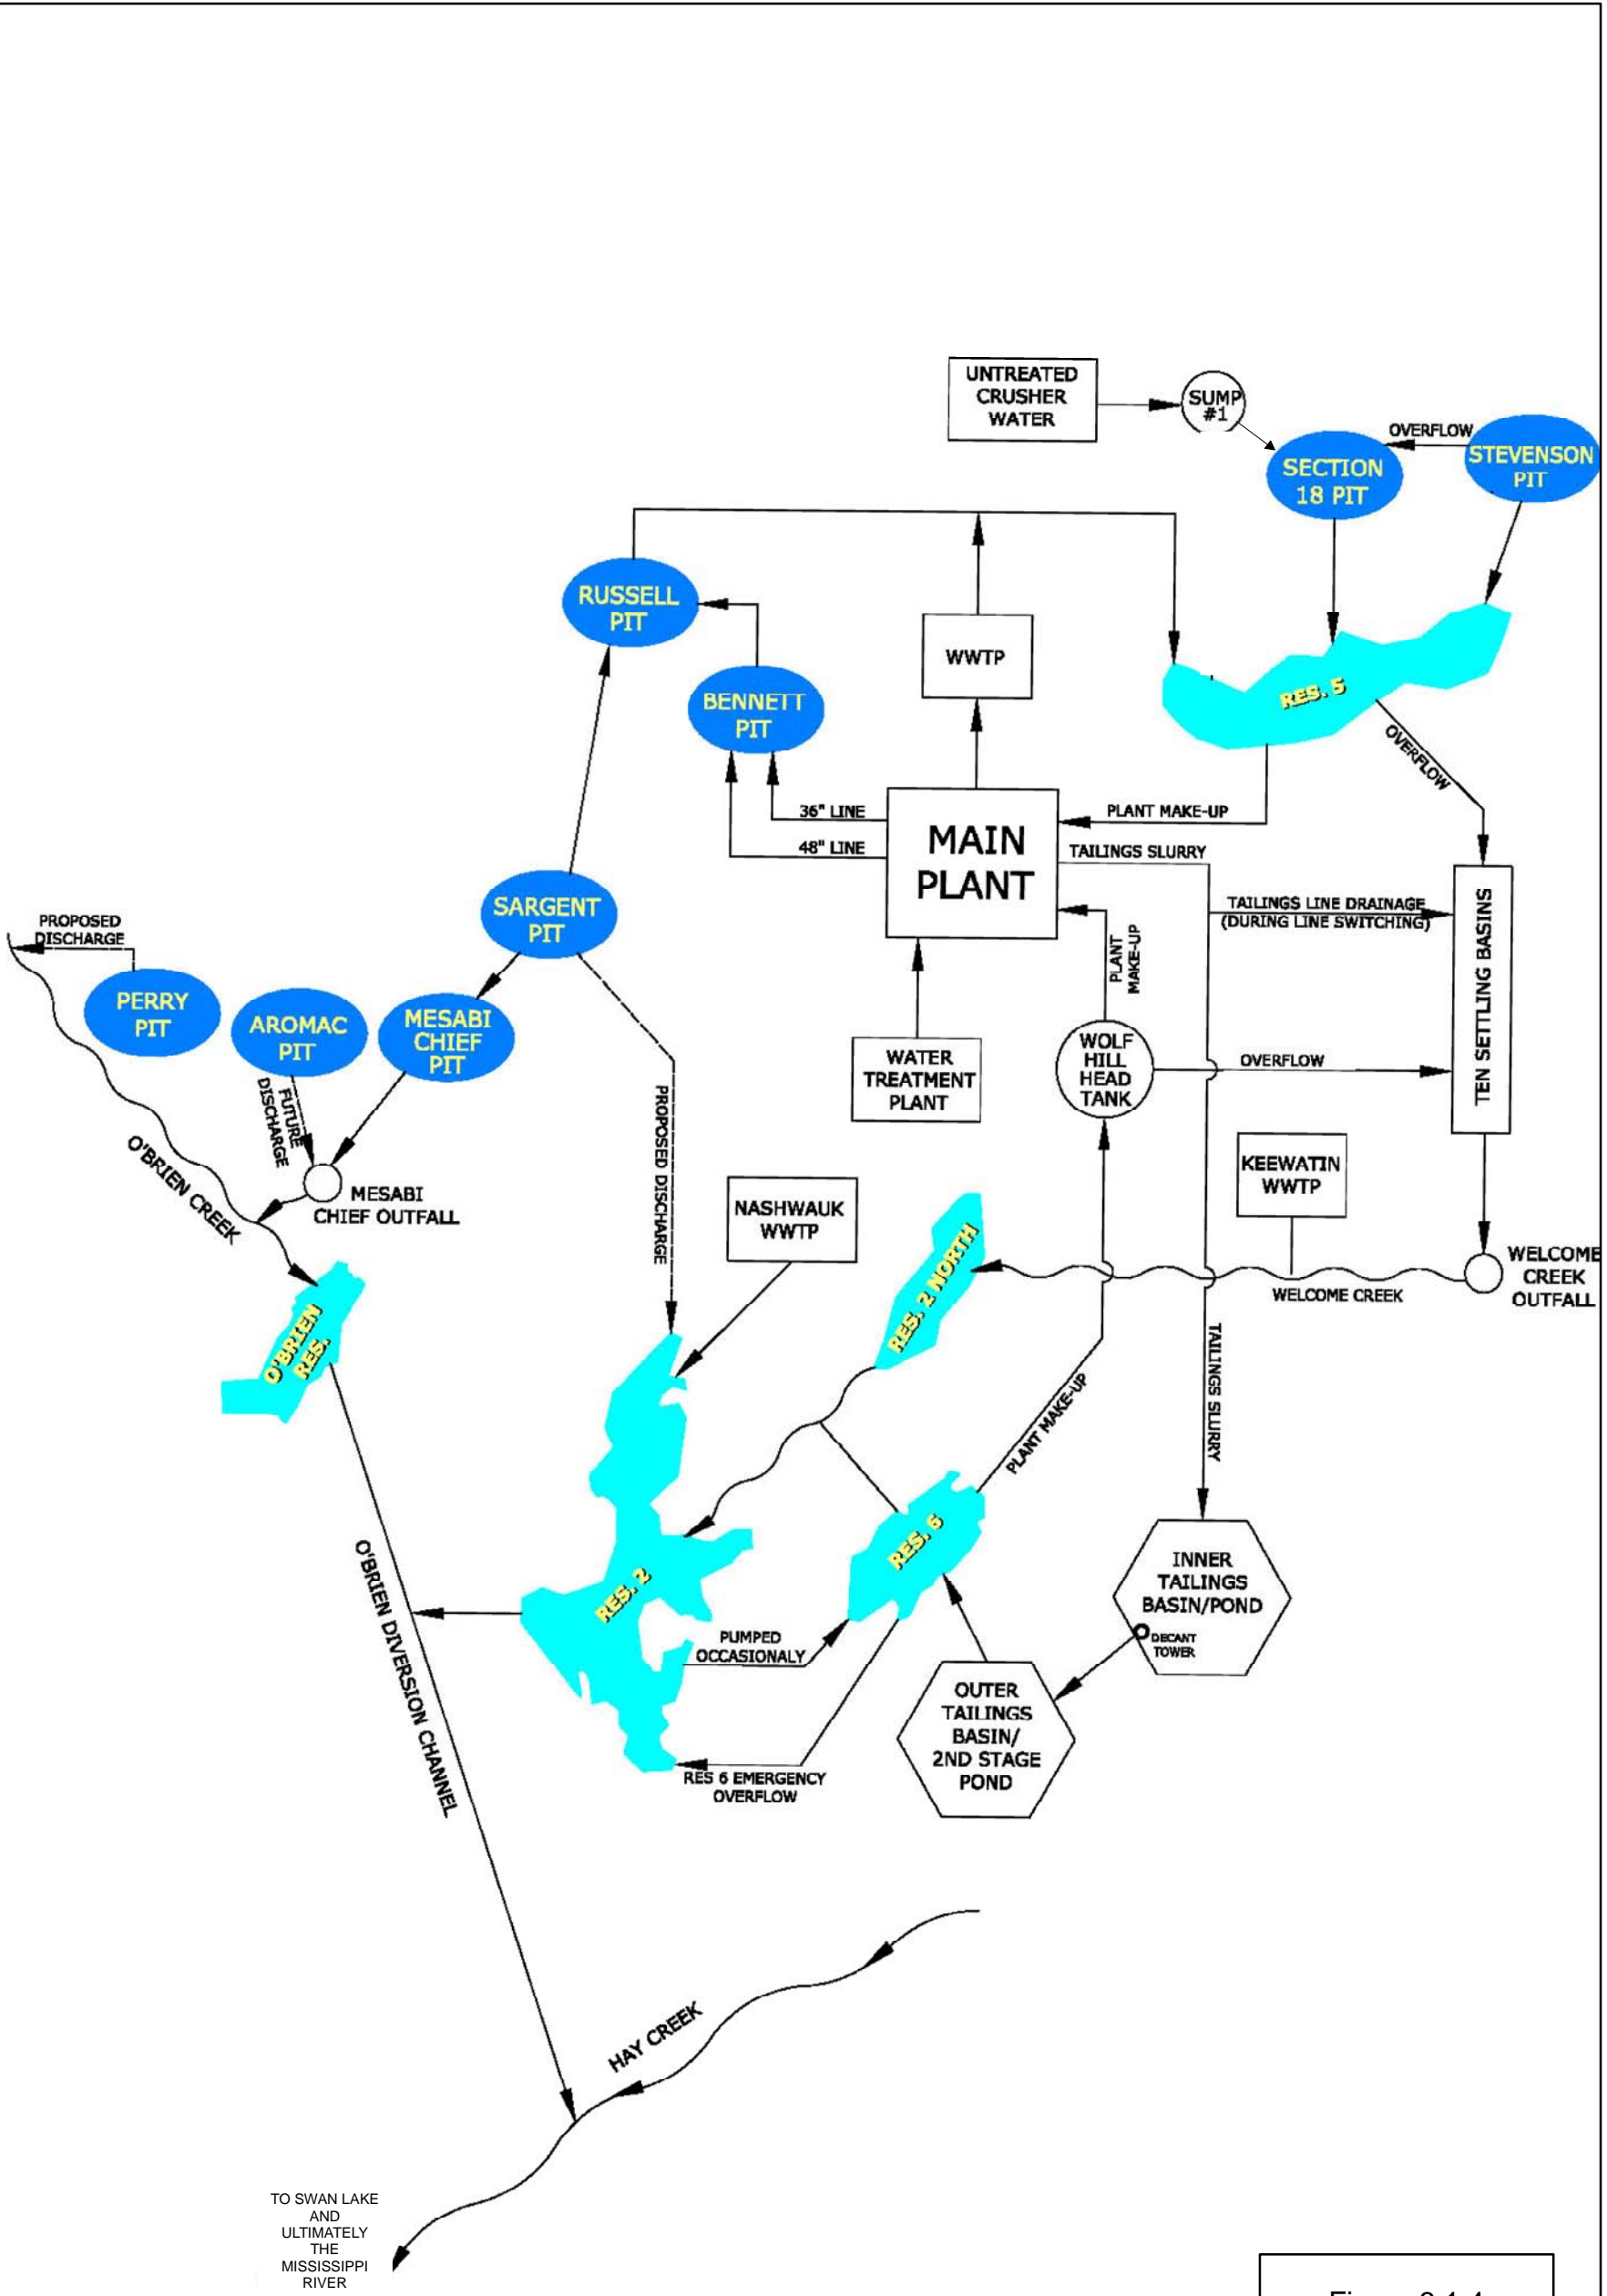 UNTREATED
CRUSHER
WATER
SUMP
#1
OVERFLOW
STEVENSON
PIT
SECTION
18 PIT
RUSSELL
PIT
WWTP
BENNETT
PIT
RES. 5
OVERFLOW
36" LINE
48" LINE
MAIN
PLANT
PLANT MAKE-UP
TAILINGS SLURRY
TAILINGS LINE DRAINAGE
(DURING LINE SWITCHING)
TEN SETTLING BASINS
SARGENT
PIT
PROPOSED
DISCHARGE
PERRY
PIT
AROMAC
PIT
MESABI
CHIEF
PIT
PLANT
MAKE-UP
WATER
TREATMENT
PLANT
WOLF
HILL
HEAD
TANK
OVERFLOW
FUTURE
DISCHARGE
PROPOSED DISCHARGE
O'BRIEN CREEK
MESABI
CHIEF OUTFALL
NASHWAUK
WWTP
KEEWATIN
WWTP
RES. 2 NORTH
WELCOME CREEK
WELCOME
CREEK
OUTFALL
O'BRIEN
RES.
TAILINGS SLURRY
PLANT MAKE-UP
RES. 6
RES. 2
O'BRIEN DIVERSION CHANNEL
INNER
TAILINGS
BASIN/POND
DECANT
TOWER
PUMPED
OCCASIONALY
OUTER
TAILINGS
BASIN/
2ND STAGE
POND
RES 6 EMERGENCY
OVERFLOW
HAY CREEK
TO SWAN LAKE
AND
ULTIMATELY
THE
MISSISSIPPI
RIVER